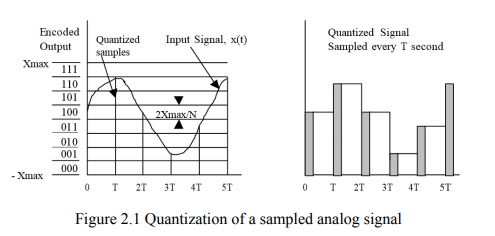 Encoded
Output
Quantized
samples
Input Signal, x(t)
Xmax
111
110
101
100
011
010
001
000
- Xmax
2Xmax/N
0 T 2T 3T 4T 5T
Quantized Signal
Sampled every T second
0 T 2T 3T 4T 5T
Figure 2.1 Quantization of a sampled analog signal